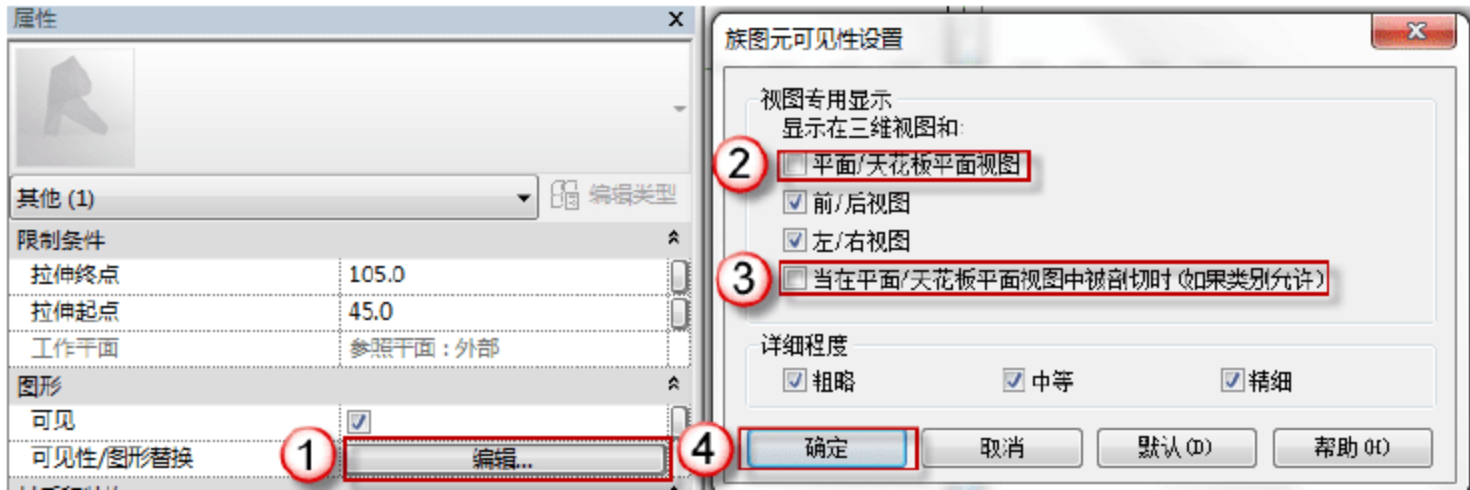 属性
其他 (1)
编辑类型
限制条件
拉伸终点 105.0
拉伸起点 45.0
工作平面 参照平面 : 外部
图形
可见
可见性/图形替换 1 编辑...
族图元可见性设置
视图专用显示
显示在三维视图和:
2 平面/天花板平面视图
前/后视图
左/右视图
3 当在平面/天花板平面视图中被剖切时(如果类别允许)
详细程度
粗略 中等 精细
4 确定 取消 默认(D) 帮助(H)